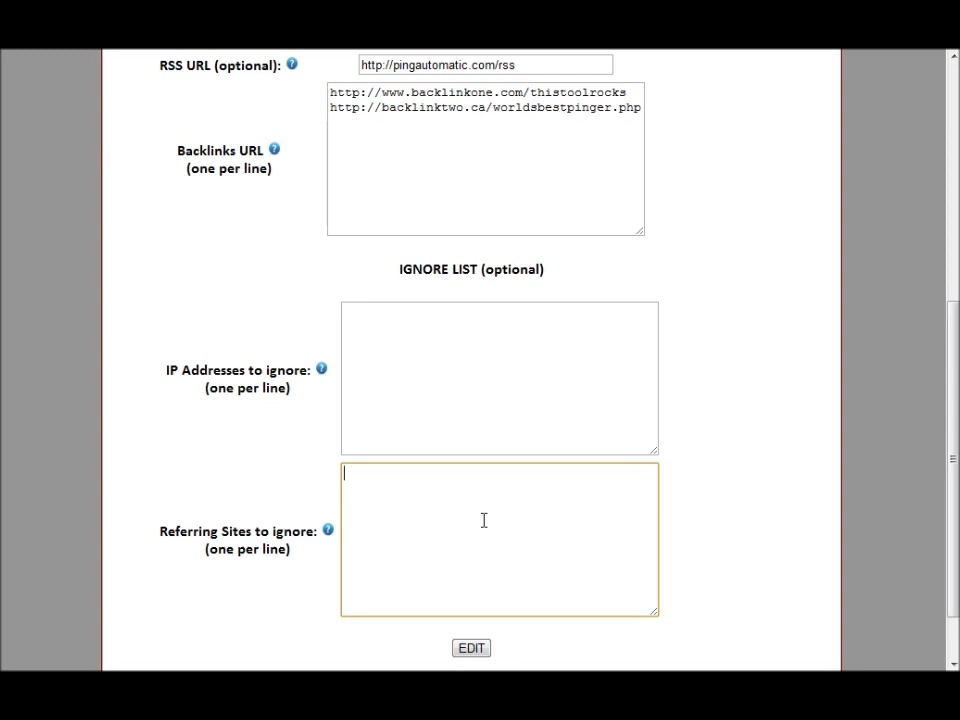 RSS URL (optional):
http://pingautomatic.com/rss
http://www.backlinkone.com/thistoolrocks
http://backlinktwo.ca/worldsbestpinger.php
Backlinks URL
(one per line)
IGNORE LIST (optional)
IP Addresses to ignore:
(one per line)
Referring Sites to ignore:
(one per line)
EDIT